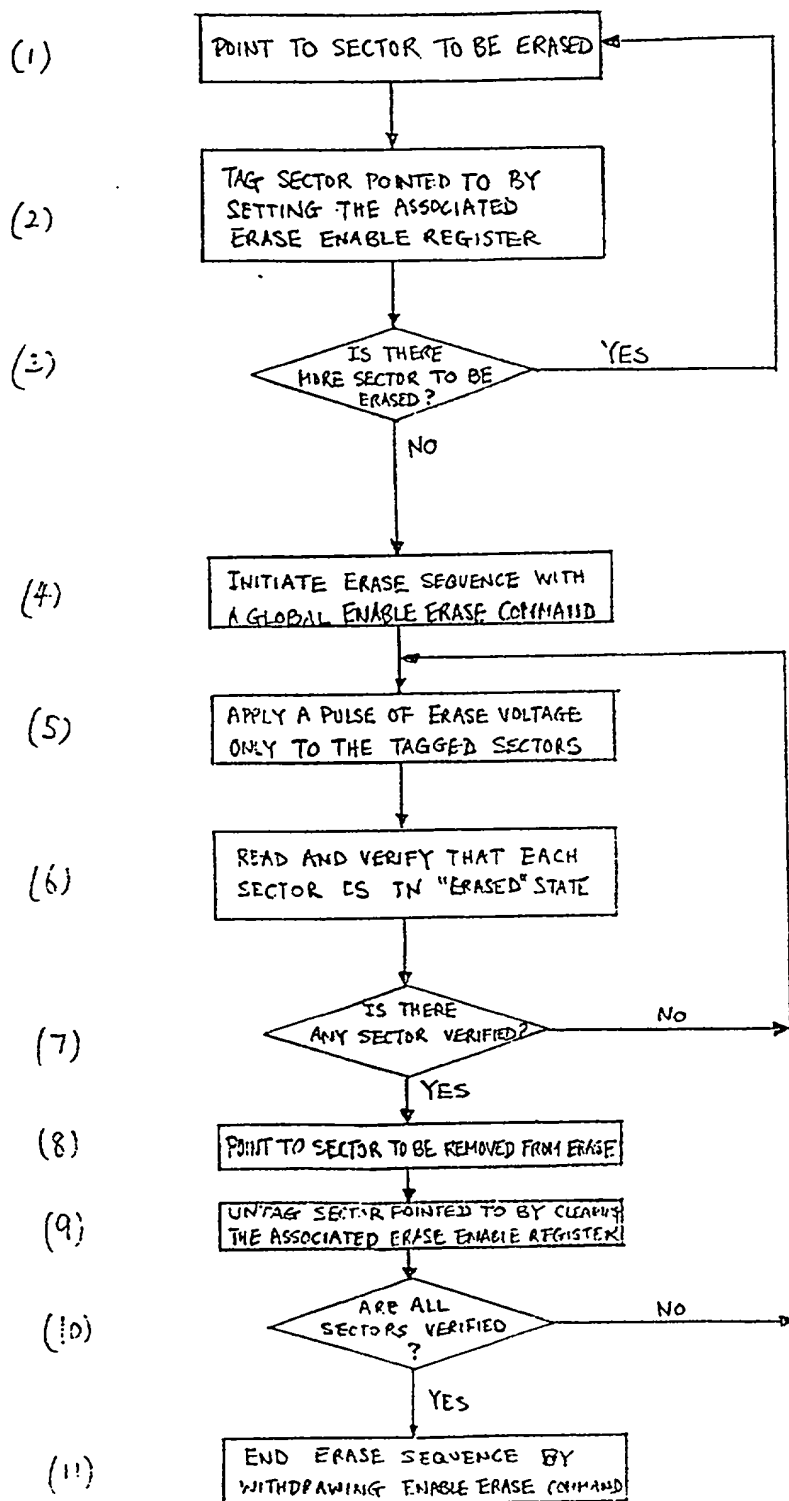 (1)
POINT TO SECTOR TO BE ERASED
(2)
TAG SECTOR POINTED TO BY
SETTING THE ASSOCIATED
ERASE ENABLE REGISTER
(3)
IS THERE
MORE SECTOR TO BE
ERASED?
YES
NO
(4)
INITIATE ERASE SEQUENCE WITH
A GLOBAL ENABLE ERASE COMMAND
(5)
APPLY A PULSE OF ERASE VOLTAGE
ONLY TO THE TAGGED SECTORS
(6)
READ AND VERIFY THAT EACH
SECTOR IS IN "ERASED" STATE
(7)
IS THERE
ANY SECTOR VERIFIED?
NO
YES
(8)
POINT TO SECTOR TO BE REMOVED FROM ERASE
(9)
UNTAG SECTOR POINTED TO BY CLEARING
THE ASSOCIATED ERASE ENABLE REGISTER
(10)
ARE ALL
SECTORS VERIFIED
?
NO
YES
(11)
END ERASE SEQUENCE BY
WITHDRAWING ENABLE ERASE COMMAND